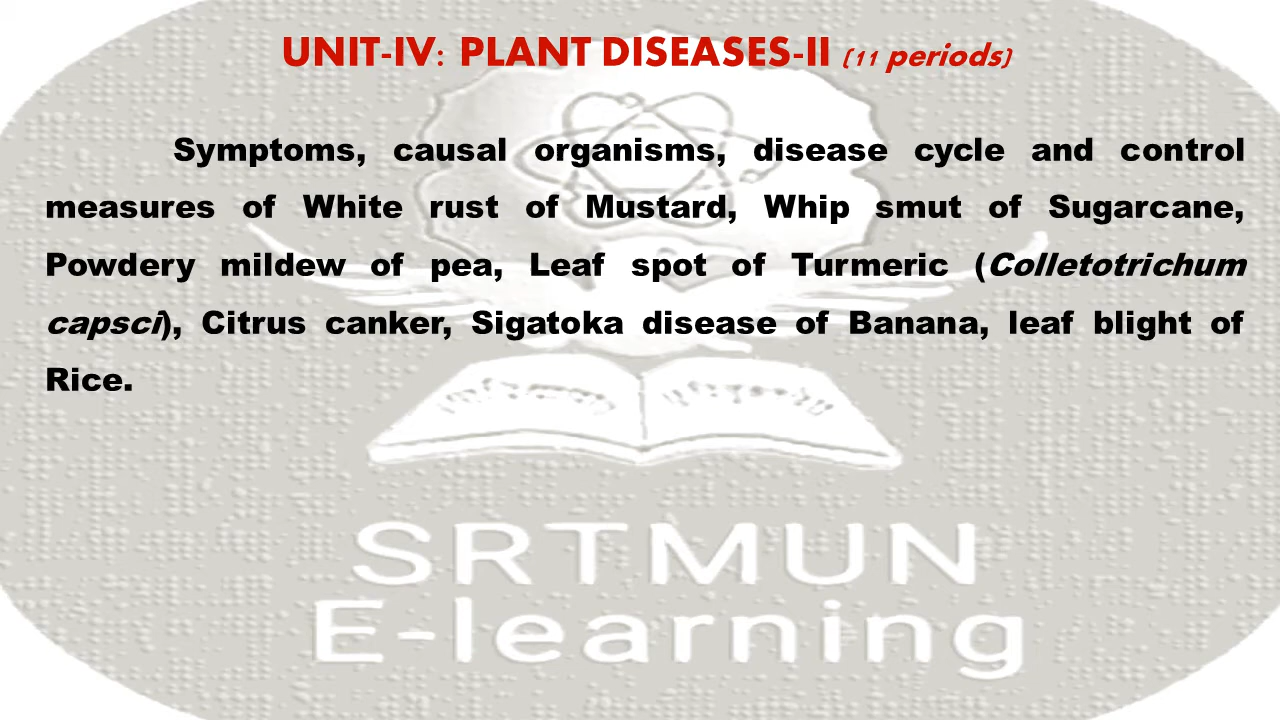 UNIT-IV: PLANT DISEASES-II (11 periods)
Symptoms, causal organisms, disease cycle and control
measures of White rust of Mustard, Whip smut of Sugarcane,
Powdery mildew of pea, Leaf spot of Turmeric (Colletotrichum
capsci), Citrus canker, Sigatoka disease of Banana, leaf blight of
Rice.
SRTMUN
E-learning